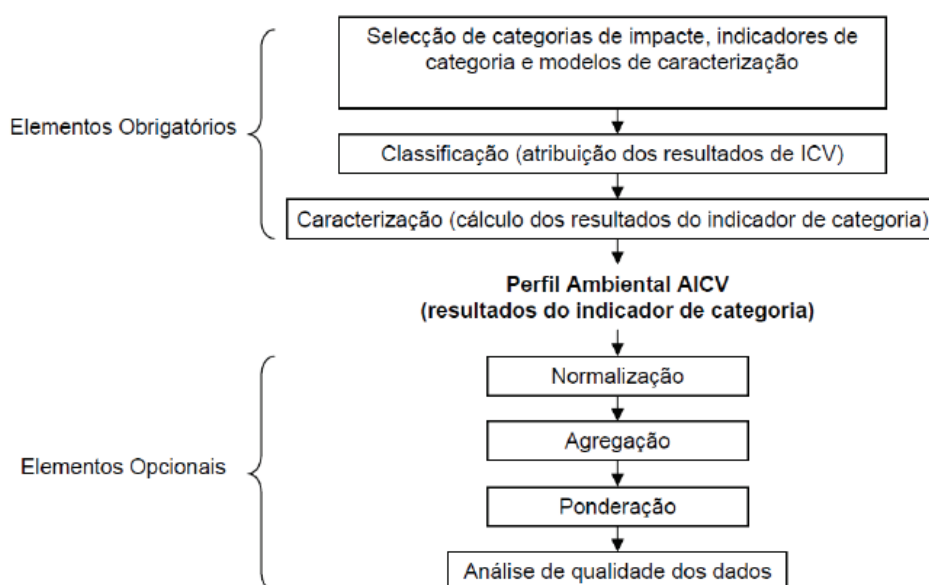 Selecção de categorias de impacte, indicadores de
categoria e modelos de caracterização
Elementos Obrigatórios
Classificação (atribuição dos resultados de ICV)
Caracterização (cálculo dos resultados do indicador de categoria)
Perfil Ambiental AICV
(resultados do indicador de categoria)
Normalização
Agregação
Elementos Opcionais
Ponderação
Análise de qualidade dos dados